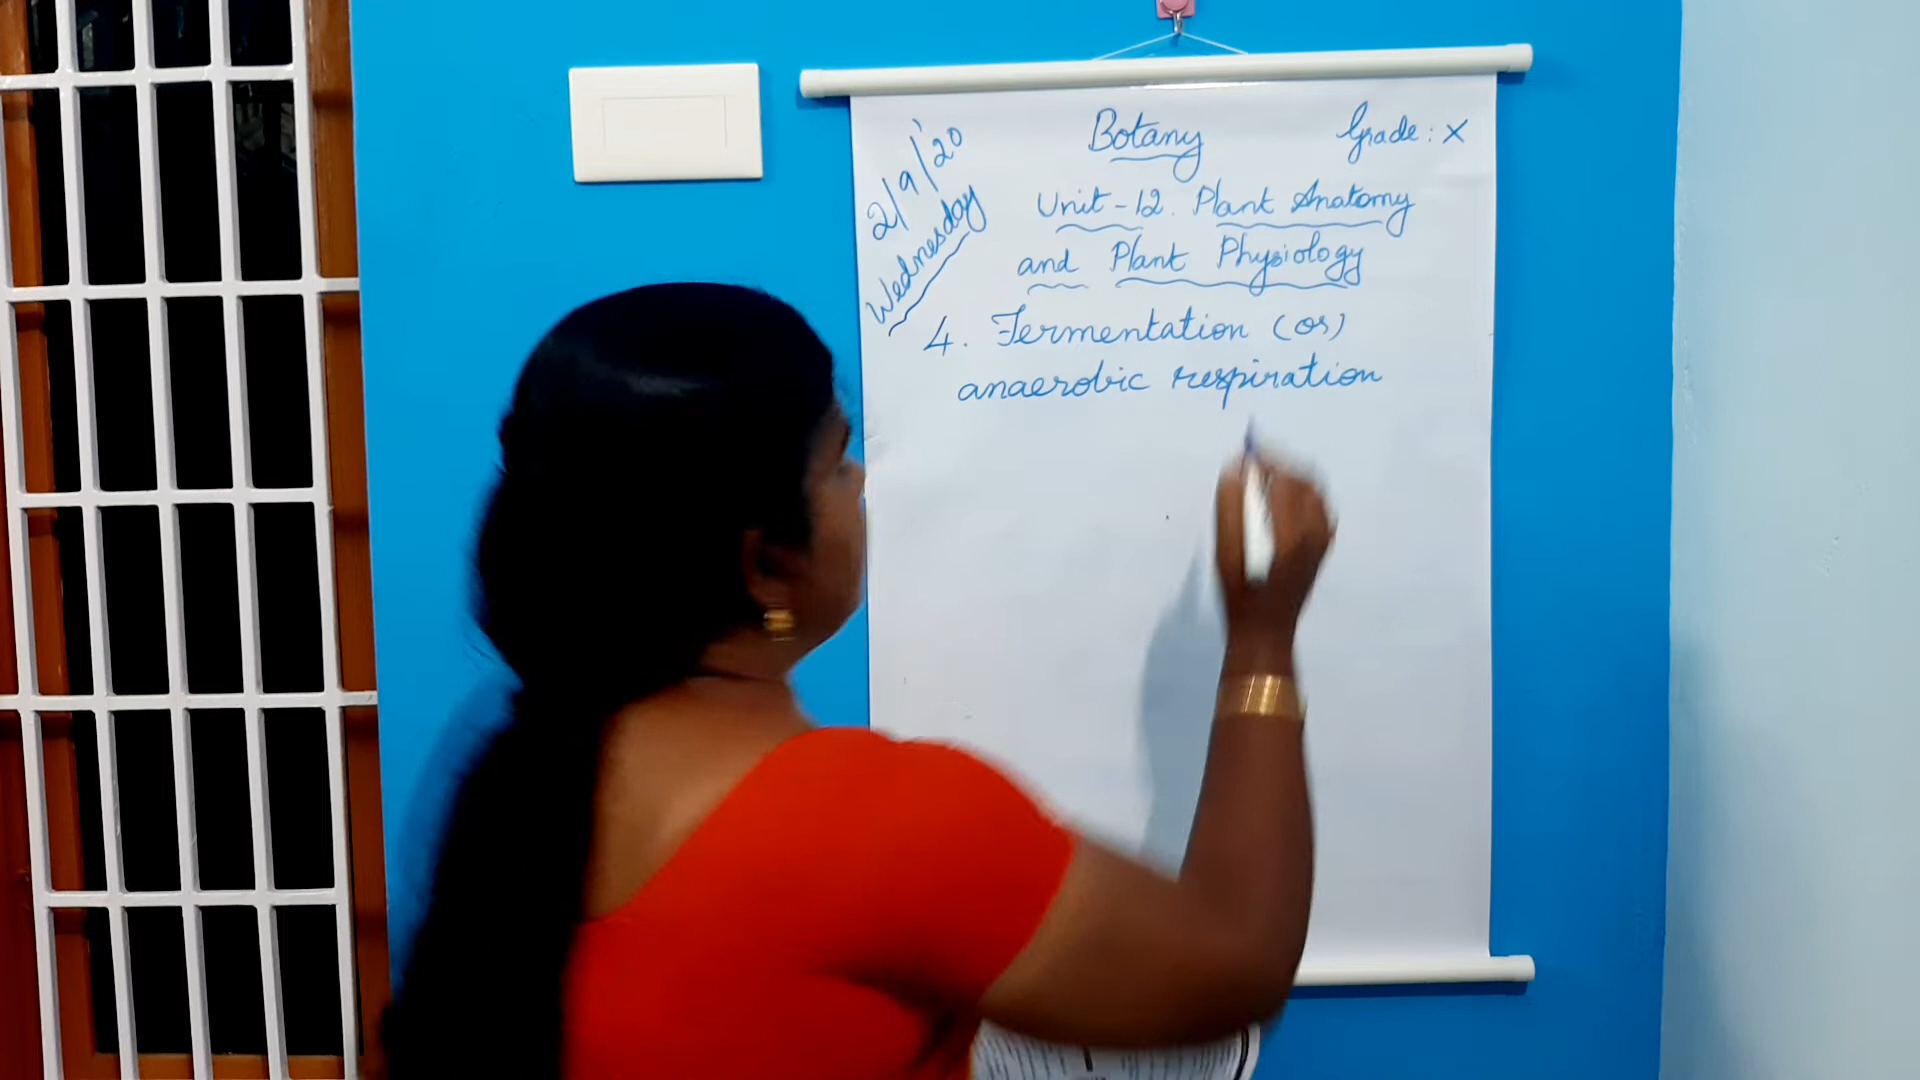 2/9/'20
Wednesday
Botany
Grade: X
Unit-12. Plant Anatomy
and Plant Physiology
4. Fermentation (or)
anaerobic respiration